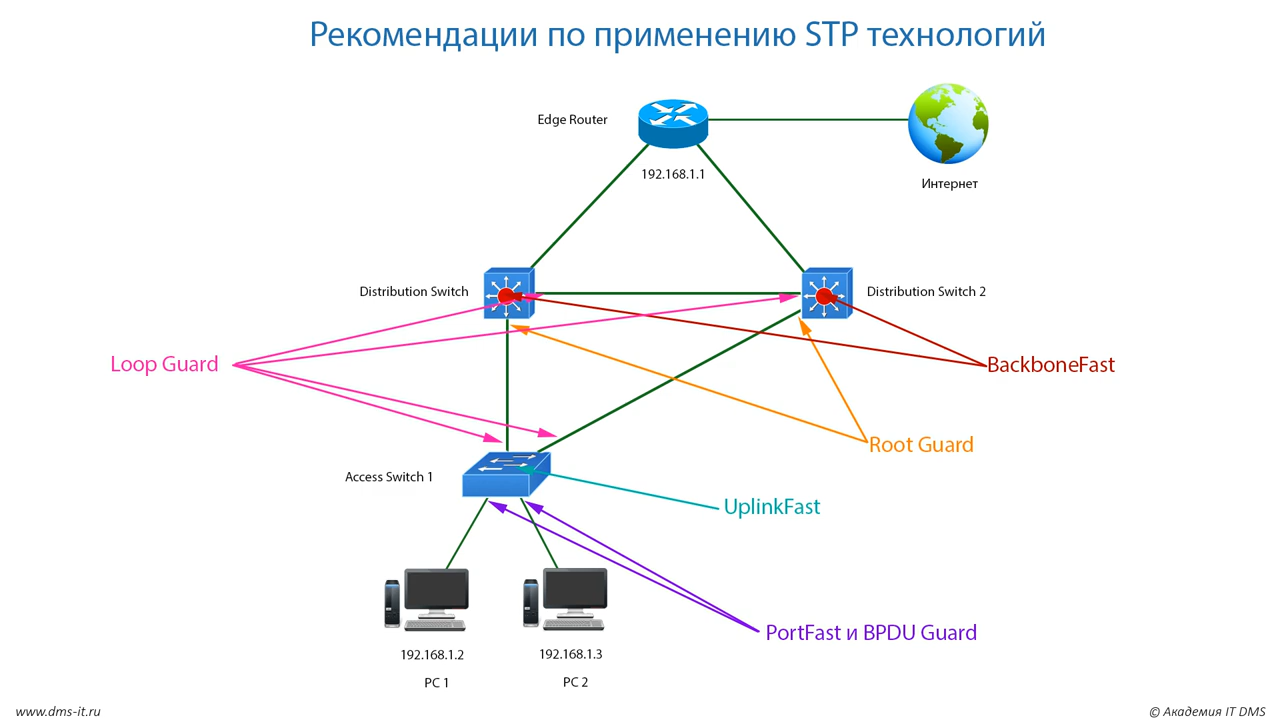 Рекомендации по применению STP технологий
Edge Router
192.168.1.1
Интернет
Distribution Switch
Distribution Switch 2
Loop Guard
BackboneFast
Root Guard
Access Switch 1
UplinkFast
PortFast и BPDU Guard
192.168.1.2
192.168.1.3
PC 1
PC 2
www.dms-it.ru
© Академия IT DMS